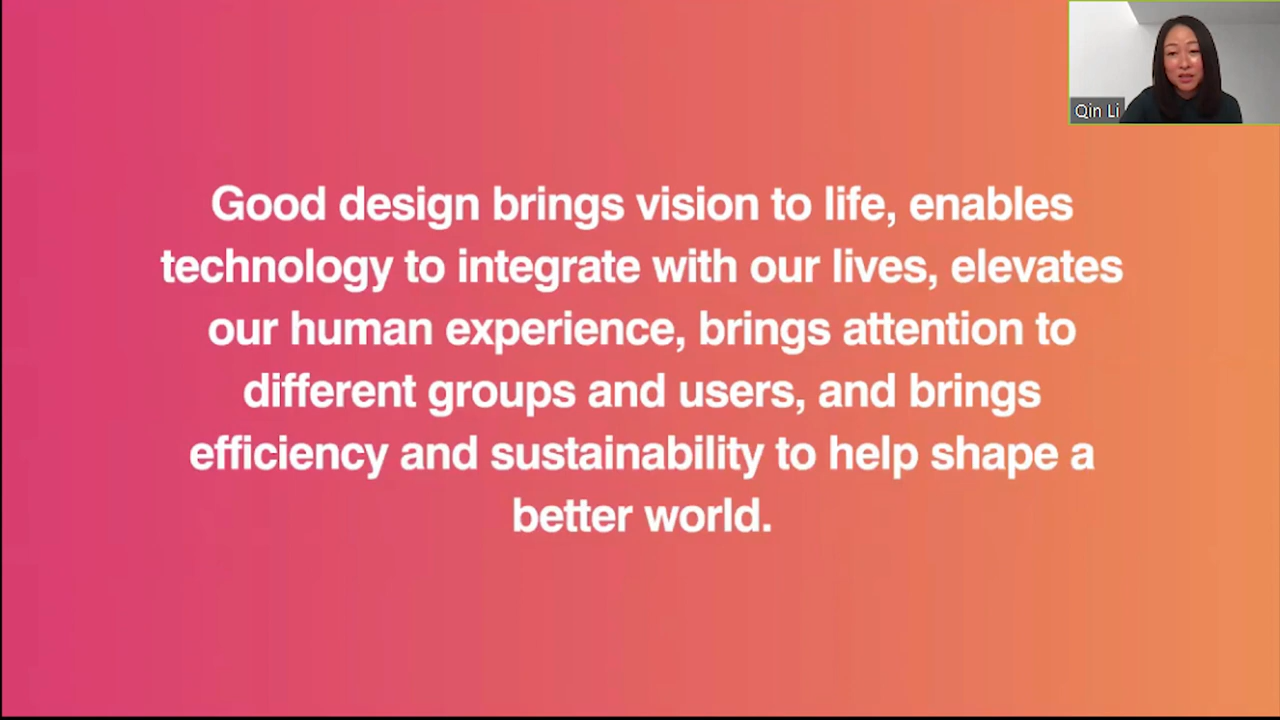 Qin Li
Good design brings vision to life, enables
technology to integrate with our lives, elevates
our human experience, brings attention to
different groups and users, and brings
efficiency and sustainability to help shape a
better world.